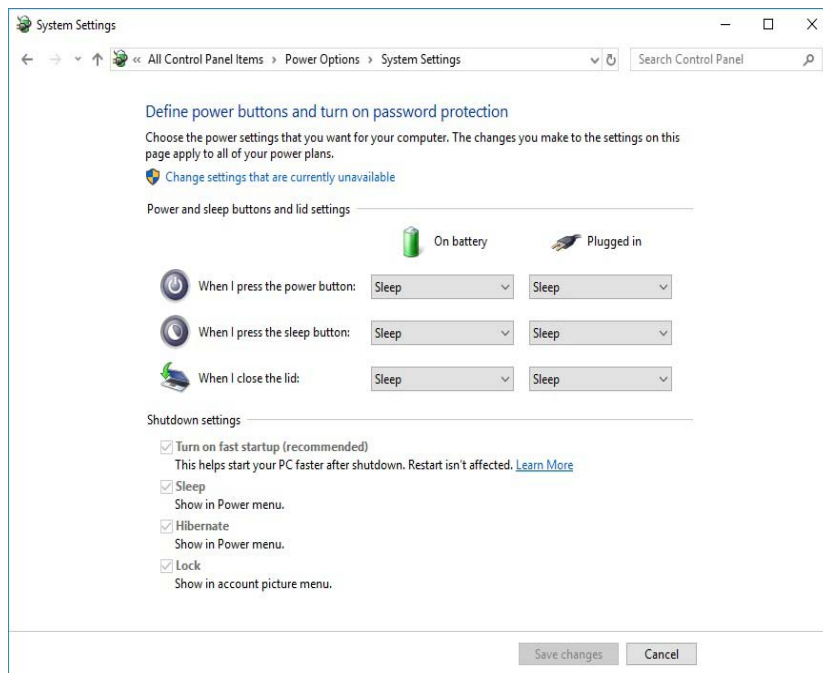 System Settings
« All Control Panel Items › Power Options › System Settings
Search Control Panel
Define power buttons and turn on password protection
Choose the power settings that you want for your computer. The changes you make to the settings on this
page apply to all of your power plans.
Change settings that are currently unavailable
Power and sleep buttons and lid settings
On battery Plugged in
When I press the power button: Sleep Sleep
When I press the sleep button: Sleep Sleep
When I close the lid: Sleep Sleep
Shutdown settings
Turn on fast startup (recommended)
This helps start your PC faster after shutdown. Restart isn't affected. Learn More
Sleep
Show in Power menu.
Hibernate
Show in Power menu.
Lock
Show in account picture menu.
Save changes Cancel